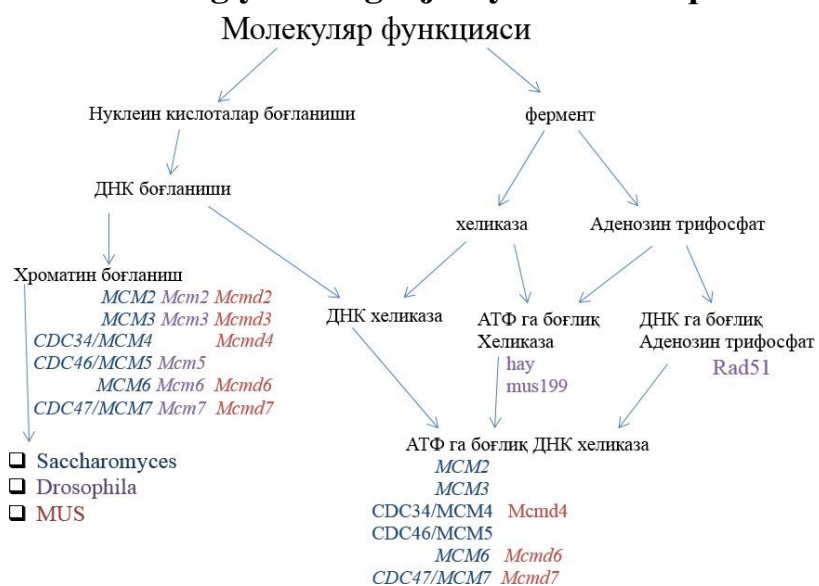 Молекуляр функцияси
Нуклеин кислоталар боғланиши
фермент
ДНК боғланиши
хеликаза
Аденозин трифосфат
Хроматин боғланиш
MCM2 Mcm2 Mcmd2
MCM3 Mcm3 Mcmd3
CDC34/MCM4 Mcmd4
CDC46/MCM5 Mcm5
MCM6 Mcm6 Mcmd6
CDC47/MCM7 Mcm7 Mcmd7
ДНК хеликаза
АТФ га боғлиқ
Хеликаза
hay
mus199
ДНК га боғлиқ
Аденозин трифосфат
Rad51
Saccharomyces
Drosophila
MUS
АТФ га боғлиқ ДНК хеликаза
MCM2
MCM3
CDC34/MCM4 Mcmd4
CDC46/MCM5
MCM6 Mcmd6
CDC47/MCM7 Mcmd7